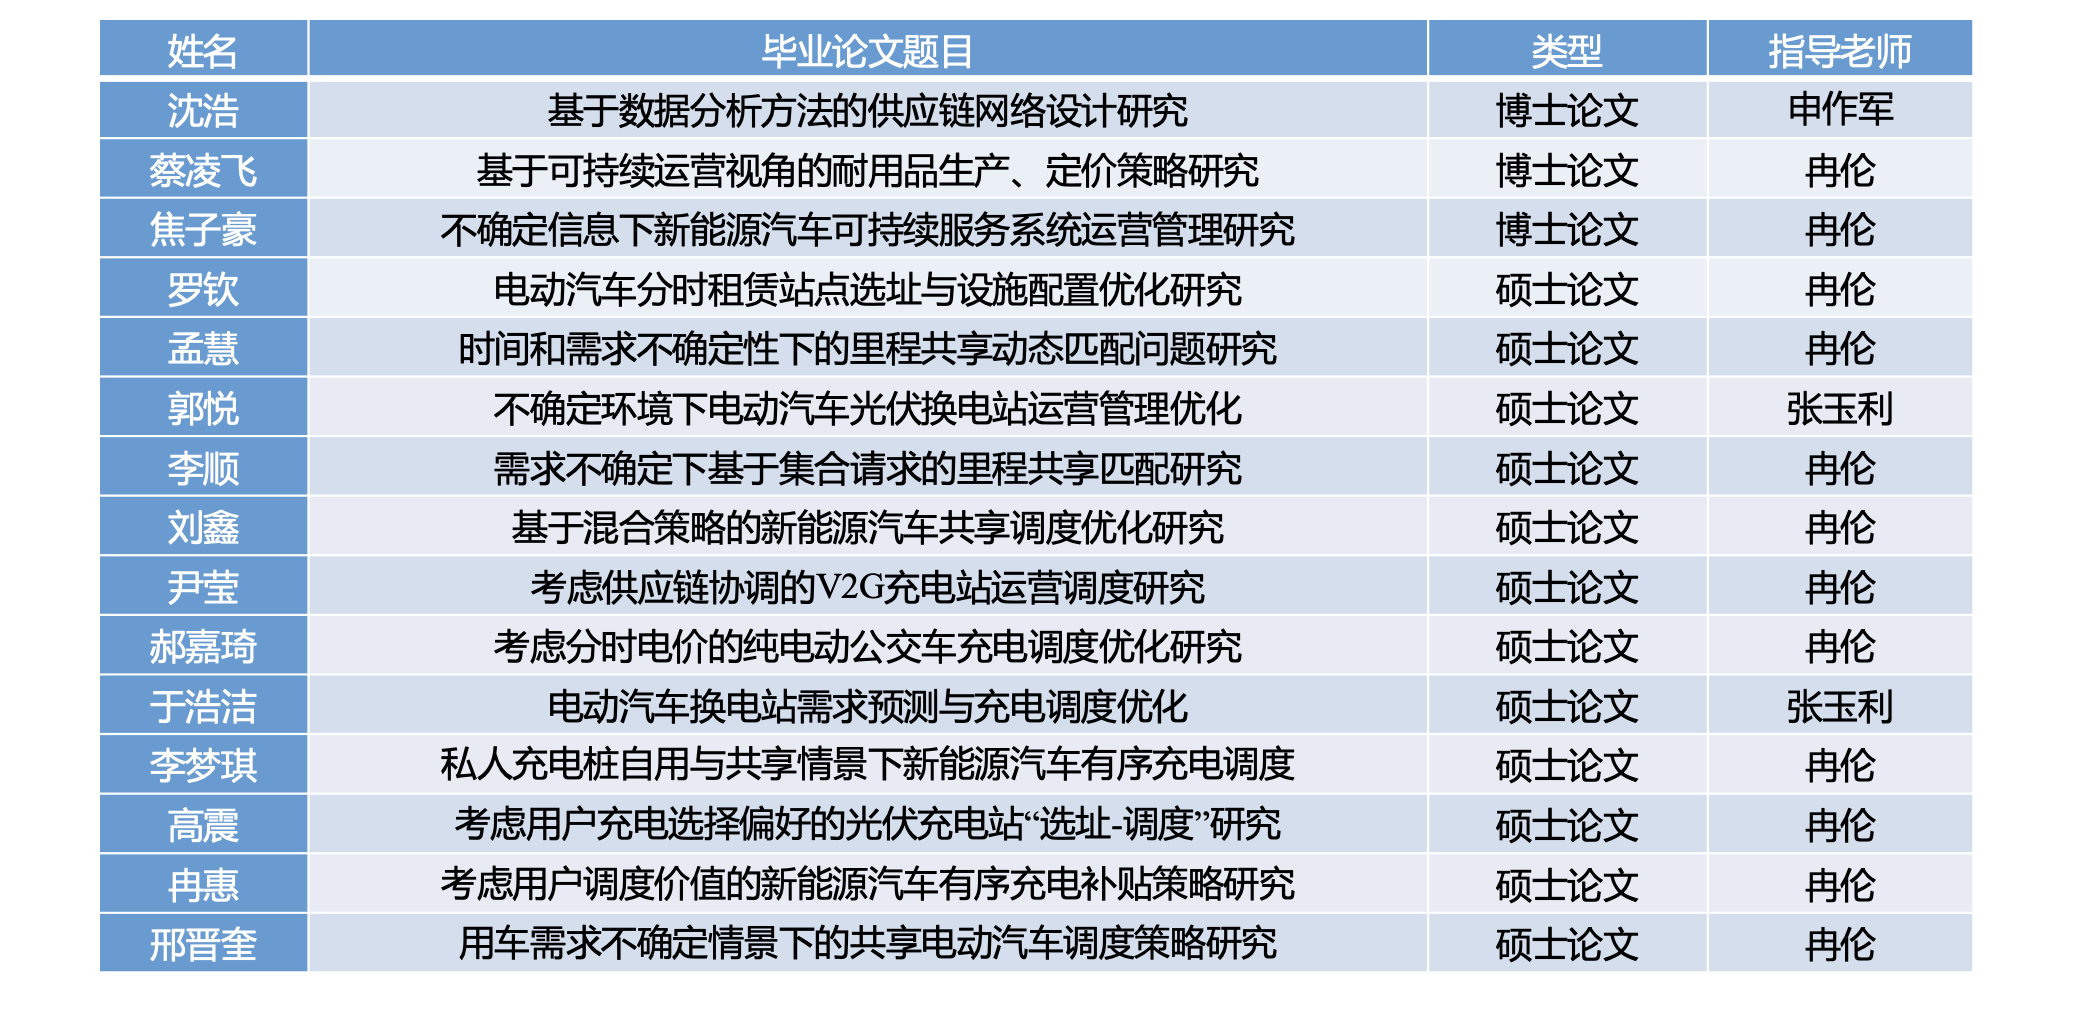 姓名 毕业论文题目 类型 指导老师
沈浩 基于数据分析方法的供应链网络设计研究 博士论文 申作军
蔡凌飞 基于可持续运营视角的耐用品生产、定价策略研究 博士论文 冉伦
焦子豪 不确定信息下新能源汽车可持续服务系统运营管理研究 博士论文 冉伦
罗钦 电动汽车分时租赁站点选址与设施配置优化研究 硕士论文 冉伦
孟慧 时间和需求不确定性下的里程共享动态匹配问题研究 硕士论文 冉伦
郭悦 不确定环境下电动汽车光伏换电站运营管理优化 硕士论文 张玉利
李顺 需求不确定下基于集合请求的里程共享匹配研究 硕士论文 冉伦
刘鑫 基于混合策略的新能源汽车共享调度优化研究 硕士论文 冉伦
尹莹 考虑供应链协调的V2G充电站运营调度研究 硕士论文 冉伦
郝嘉琦 考虑分时电价的纯电动公交车充电调度优化研究 硕士论文 冉伦
于浩洁 电动汽车换电站需求预测与充电调度优化 硕士论文 张玉利
李梦琪 私人充电桩自用与共享情景下新能源汽车有序充电调度 硕士论文 冉伦
高震 考虑用户充电选择偏好的光伏充电站“选址-调度”研究 硕士论文 冉伦
冉惠 考虑用户调度价值的新能源汽车有序充电补贴策略研究 硕士论文 冉伦
邢晋奎 用车需求不确定情景下的共享电动汽车调度策略研究 硕士论文 冉伦